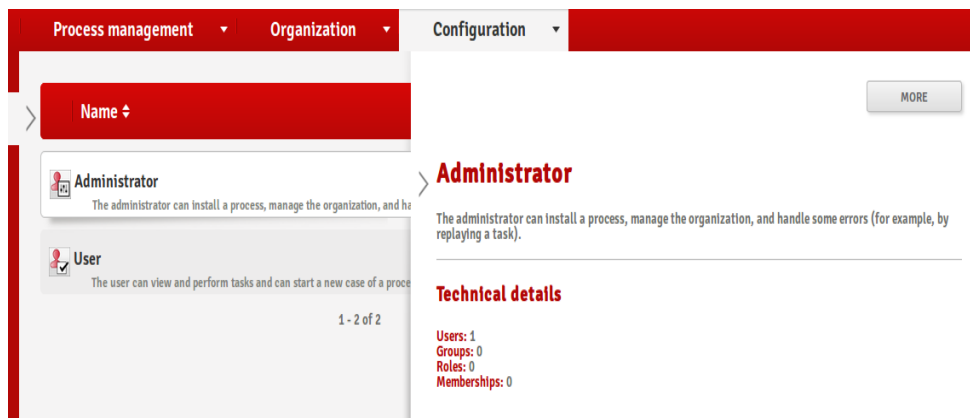 Process management
Organization
Configuration
Name
Administrator
The administrator can install a process, manage the organization, and ha
User
The user can view and perform tasks and can start a new case of a proce
1 - 2 of 2
MORE
Administrator
The administrator can install a process, manage the organization, and handle some errors (for example, by
replaying a task).
Technical details
Users: 1
Groups: 0
Roles: 0
Memberships: 0